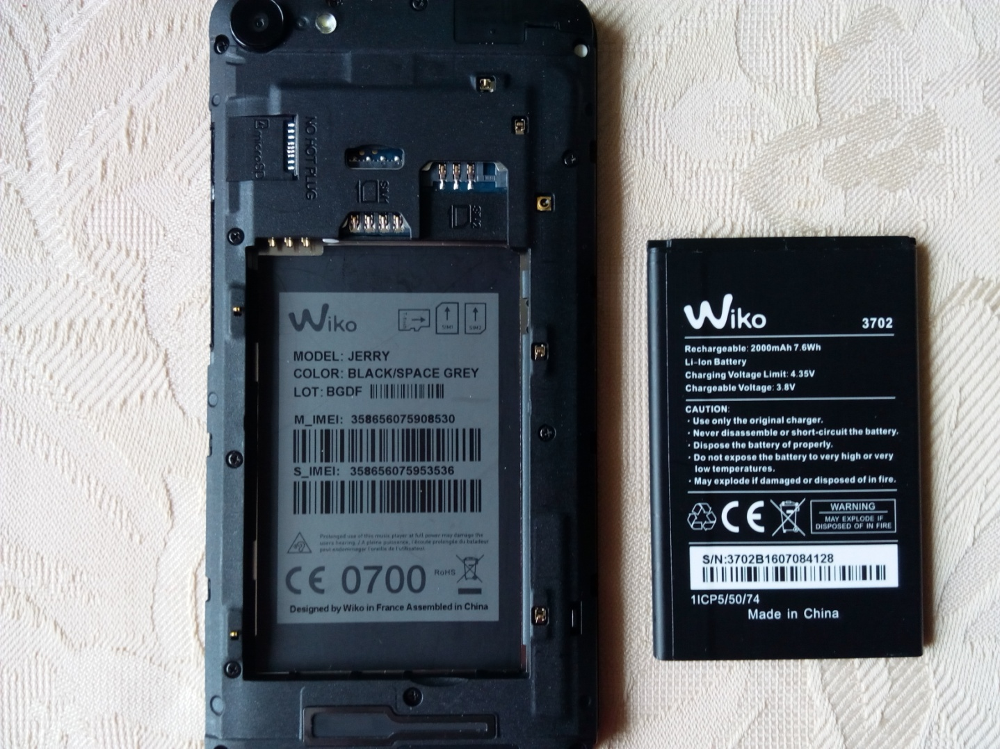 microSD
NO HOT PLUG
SIM1
SIM2
Wiko
SIM1
SIM2
MODEL: JERRY
COLOR: BLACK/SPACE GREY
LOT: BGDF
M_IMEI: 358656075908530
S_IMEI: 358656075953536
Prolonged use of this music player at full power may damage the
users hearing. / A pleine puissance, l'écoute prolongée du baladeur
peut endommager l'oreille de l'utilisateur.
CE 0700 RoHS
Designed by Wiko in France Assembled in China
Wiko 3702
Rechargeable: 2000mAh 7.6Wh
Li-Ion Battery
Charging Voltage Limit: 4.35V
Chargeable Voltage: 3.8V
CAUTION:
· Use only the original charger.
· Never disassemble or short-circuit the battery.
· Dispose the battery of properly.
· Do not expose the battery to very high or very
low temperatures.
· May explode if damaged or disposed of in fire.
CE
WARNING
MAY EXPLODE IF
DISPOSED OF IN FIRE
S/N:3702B1607084128
1ICP5/50/74
Made in China